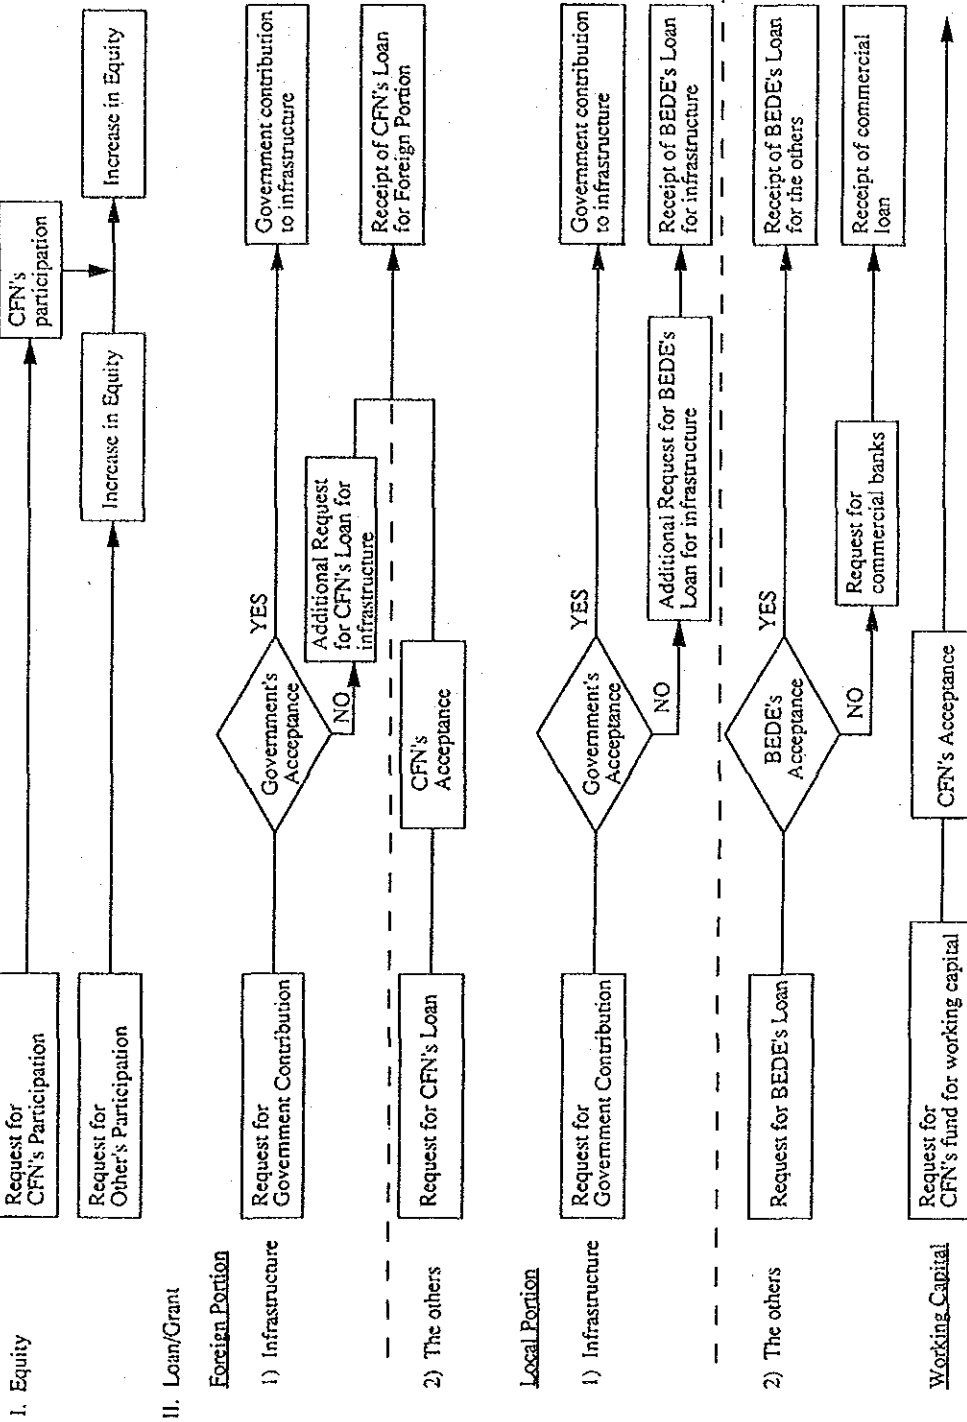 I. Equity
Request for
CFN's Participation
CFN's
participation
Request for
Other's Participation
Increase in Equity
Increase in Equity
II. Loan/Grant
Foreign Portion
1) Infrastructure
Request for
Government Contribution
Government's
Acceptance
YES
Government contribution
to infrastructure
NO
Additional Request
for CFN's Loan for
infrastructure
Receipt of CFN's Loan
for Foreign Portion
2) The others
Request for CFN's Loan
CFN's
Acceptance
Local Portion
1) Infrastructure
Request for
Government Contribution
Government's
Acceptance
YES
Government contribution
to infrastructure
NO
Additional Request for BEDE's
Loan for infrastructure
Receipt of BEDE's Loan
for infrastructure
2) The others
Request for BEDE's Loan
BEDE's
Acceptance
YES
Receipt of BEDE's Loan
for the others
NO
Request for
commercial banks
Receipt of commercial
loan
Working Capital
Request for
CFN's fund for working capital
CFN's Acceptance